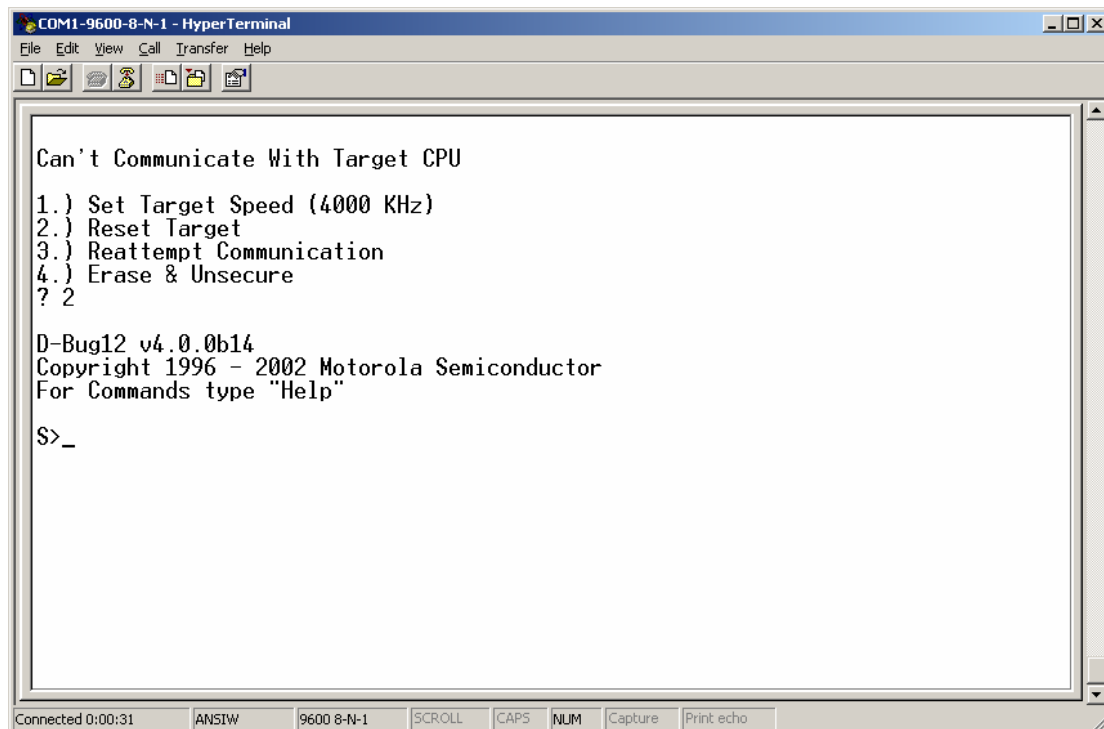 COM1-9600-8-N-1 - HyperTerminal
File Edit View Call Transfer Help
Can't Communicate With Target CPU
1.) Set Target Speed (4000 KHz)
2.) Reset Target
3.) Reattempt Communication
4.) Erase & Unsecure
? 2
D-Bug12 v4.0.0b14
Copyright 1996 - 2002 Motorola Semiconductor
For Commands type "Help"
S>_
Connected 0:00:31 ANSIW 9600 8-N-1 SCROLL CAPS NUM Capture Print echo